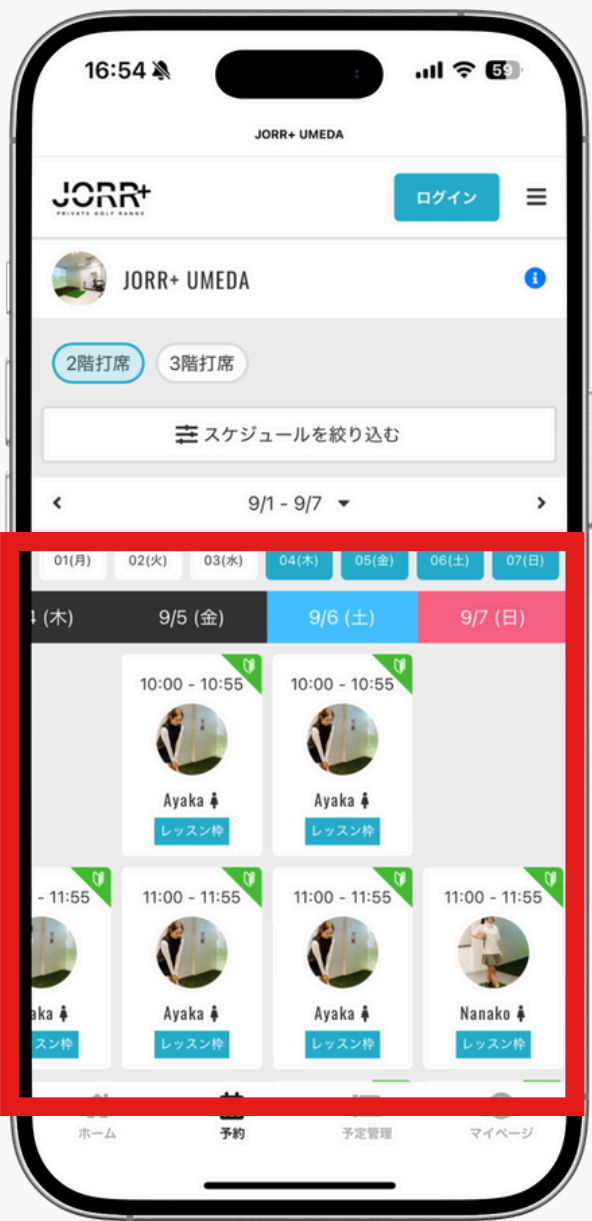 16:54
59
JORR+ UMEDA
JORR+
PRIVATE GOLF RANGE
ログイン
JORR+ UMEDA
2階打席
3階打席
スケジュールを絞り込む
9/1 - 9/7
01(月) 02(火) 03(水) 04(木) 05(金) 06(土) 07(日)
(木) 9/5 (金) 9/6 (土) 9/7 (日)
10:00 - 10:55 10:00 - 10:55
Ayaka Ayaka
レッスン枠 レッスン枠
- 11:55 11:00 - 11:55 11:00 - 11:55 11:00 - 11:55
aka Ayaka Ayaka Nanako
スン枠 レッスン枠 レッスン枠 レッスン枠
ホーム 予約 予定管理 マイページ